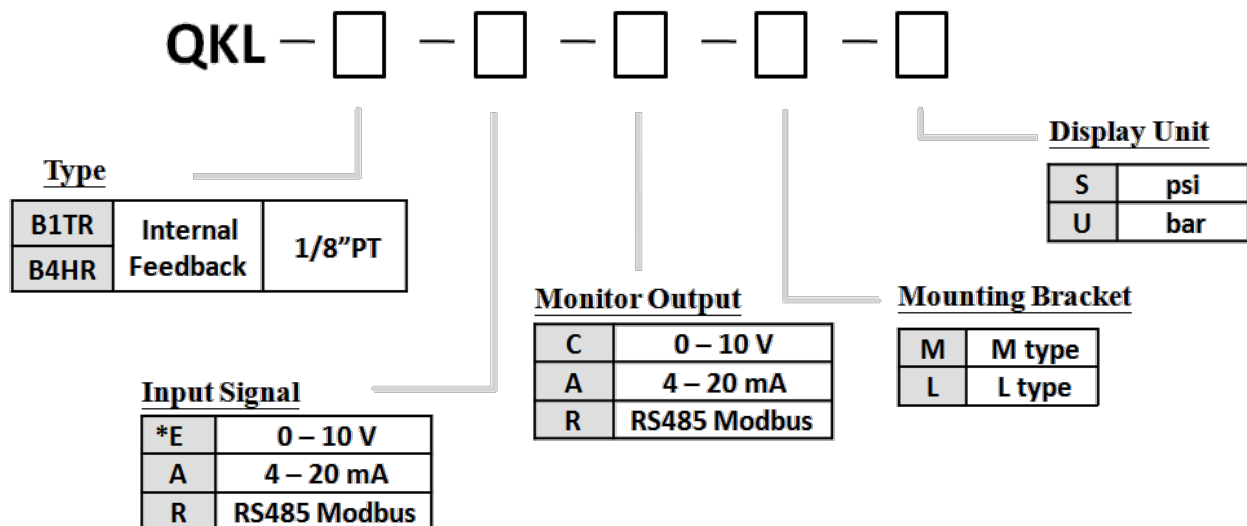 QKL – □ – □ – □ – □ – □
Type
B1TR
B4HR
Internal
Feedback
1/8”PT
Input Signal
*E 0 – 10 V
A 4 – 20 mA
R RS485 Modbus
Monitor Output
C 0 – 10 V
A 4 – 20 mA
R RS485 Modbus
Mounting Bracket
M M type
L L type
Display Unit
S psi
U bar